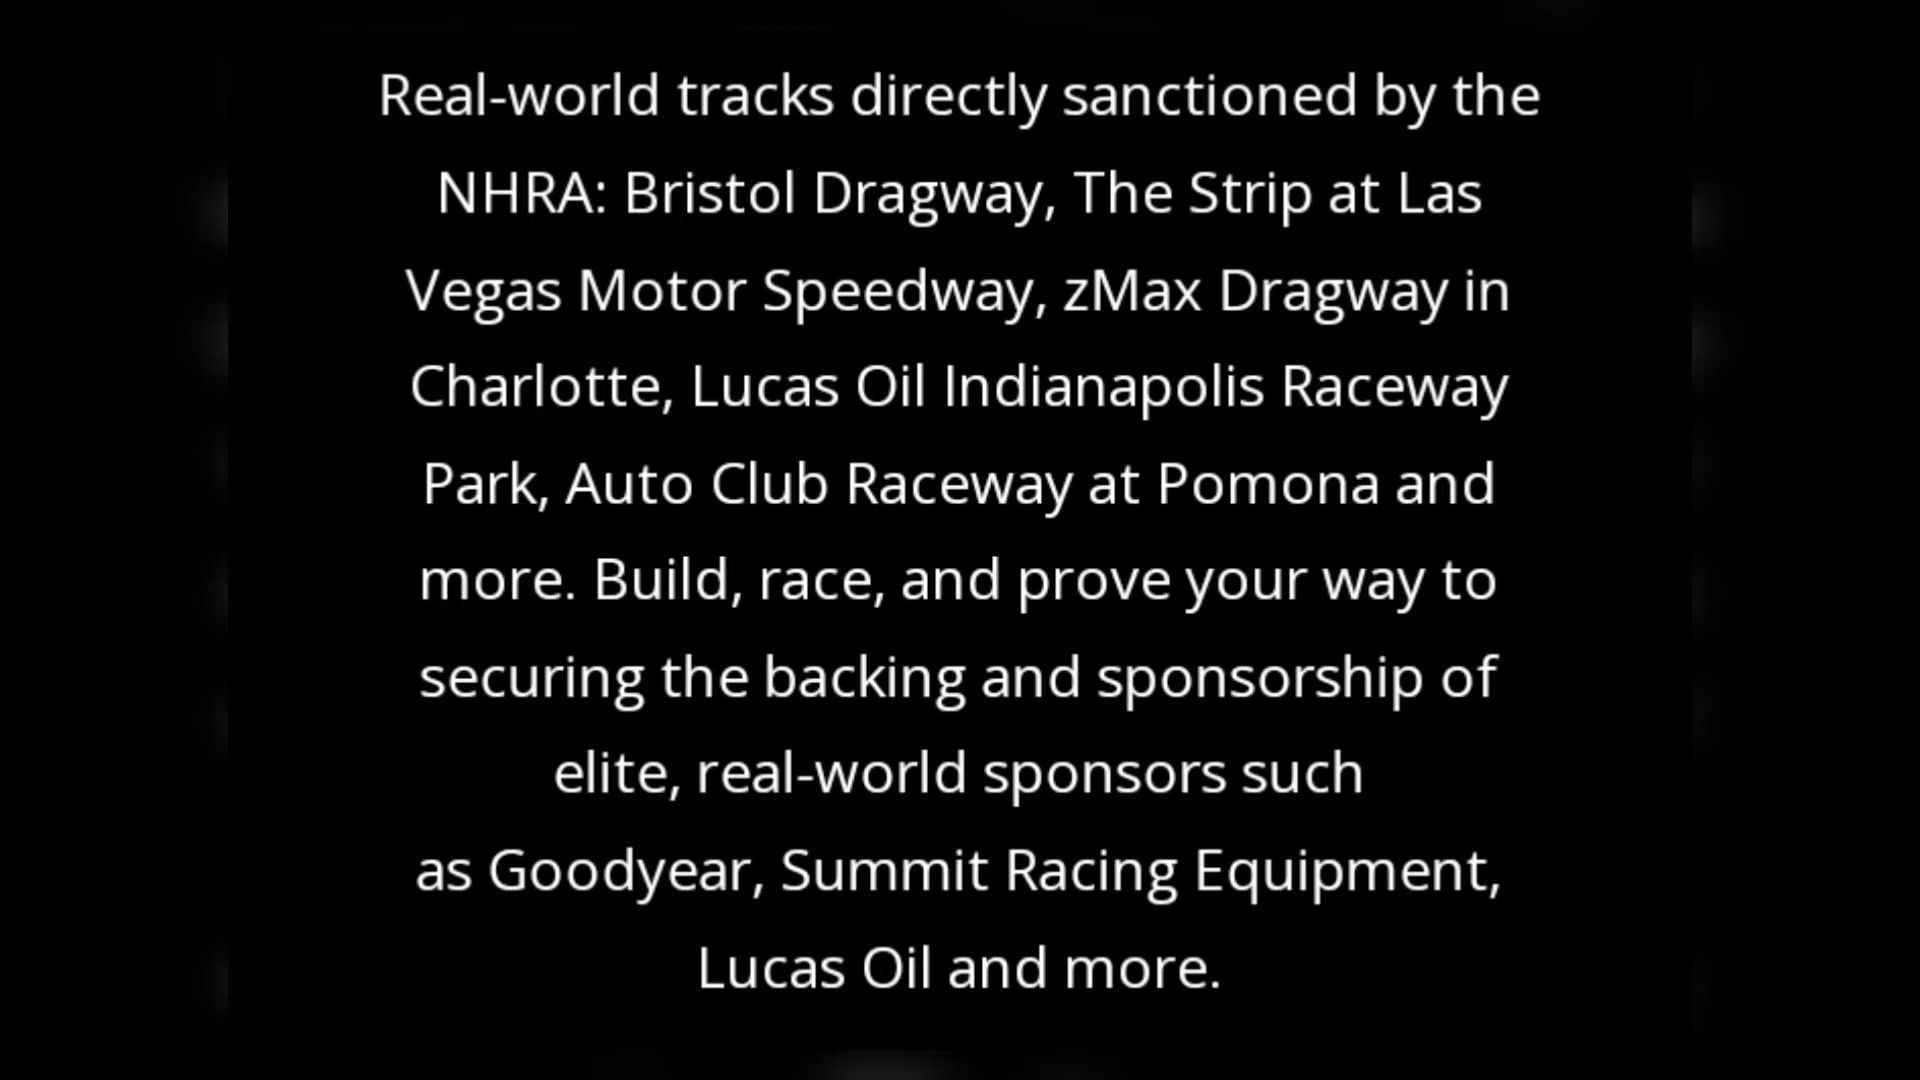 Real-world tracks directly sanctioned by the
NHRA: Bristol Dragway, The Strip at Las
Vegas Motor Speedway, zMax Dragway in
Charlotte, Lucas Oil Indianapolis Raceway
Park, Auto Club Raceway at Pomona and
more. Build, race, and prove your way to
securing the backing and sponsorship of
elite, real-world sponsors such
as Goodyear, Summit Racing Equipment,
Lucas Oil and more.